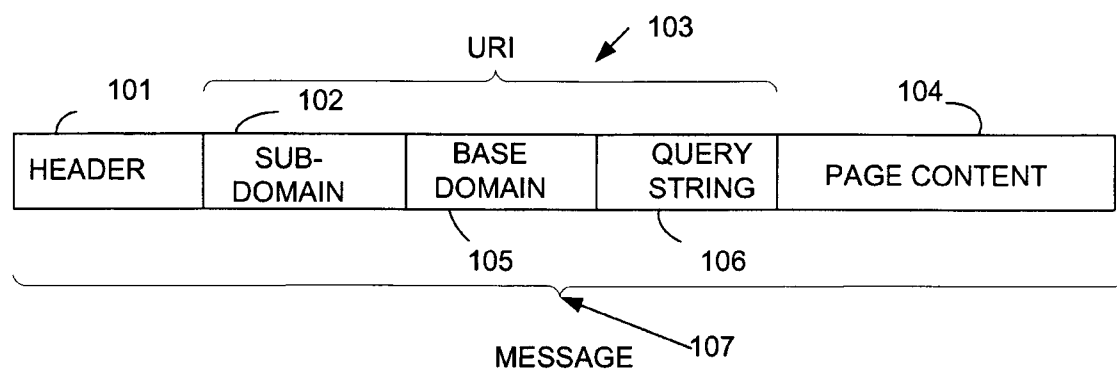 URI
103
101
102
104
HEADER
SUB-
DOMAIN
BASE
DOMAIN
QUERY
STRING
PAGE CONTENT
105
106
107
MESSAGE